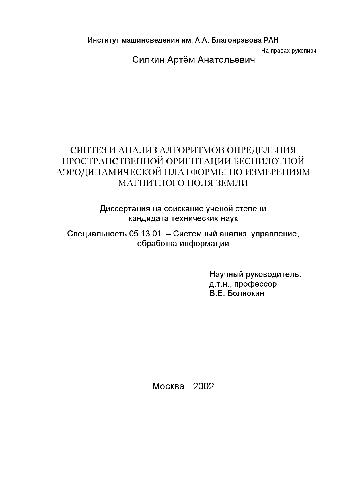 Институт машиноведения им. А.А. Благонравова РАН
На правах рукописи
Силкин Артём Анатольевич
СИНТЕЗ И АНАЛИЗ АЛГОРИТМОВ ОПРЕДЕЛЕНИЯ
ПРОСТРАНСТВЕННОЙ ОРИЕНТАЦИИ БЕСПИЛОТНОЙ
АЭРОДИНАМИЧЕСКОЙ ПЛАТФОРМЫ ПО ИЗМЕРЕНИЯМ
МАГНИТНОГО ПОЛЯ ЗЕМЛИ
Диссертация на соискание ученой степени
кандидата технических наук
Специальность 05.13.01 – Системный анализ, управление,
обработка информации
Научный руководитель:
д.т.н., профессор
В.Е.
Москва 2002